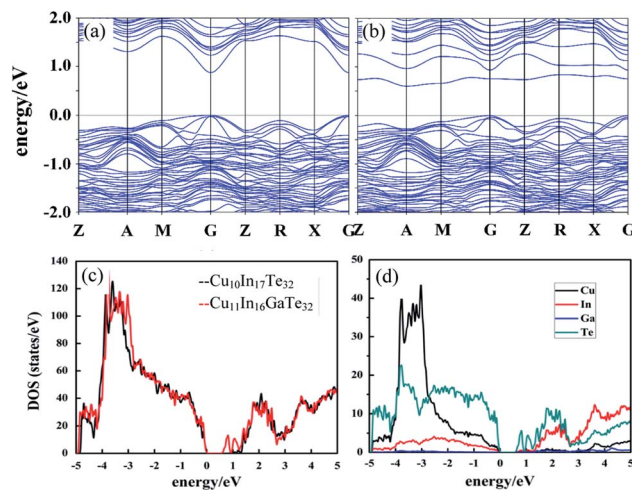 2.0
(a)
(b)
1.0
0.0
-1.0
-2.0
energy/eV
Z A M G Z R X G
Z A M G Z R X G
140
120
100
80
60
40
20
0
DOS (states/eV)
(c)
Cu10In17Te32
Cu11In16GaTe32
-5 -4 -3 -2 -1 0 1 2 3 4 5
energy/eV
50
40
30
20
10
0
(d)
Cu
In
Ga
Te
-5 -4 -3 -2 -1 0 1 2 3 4 5
energy/eV